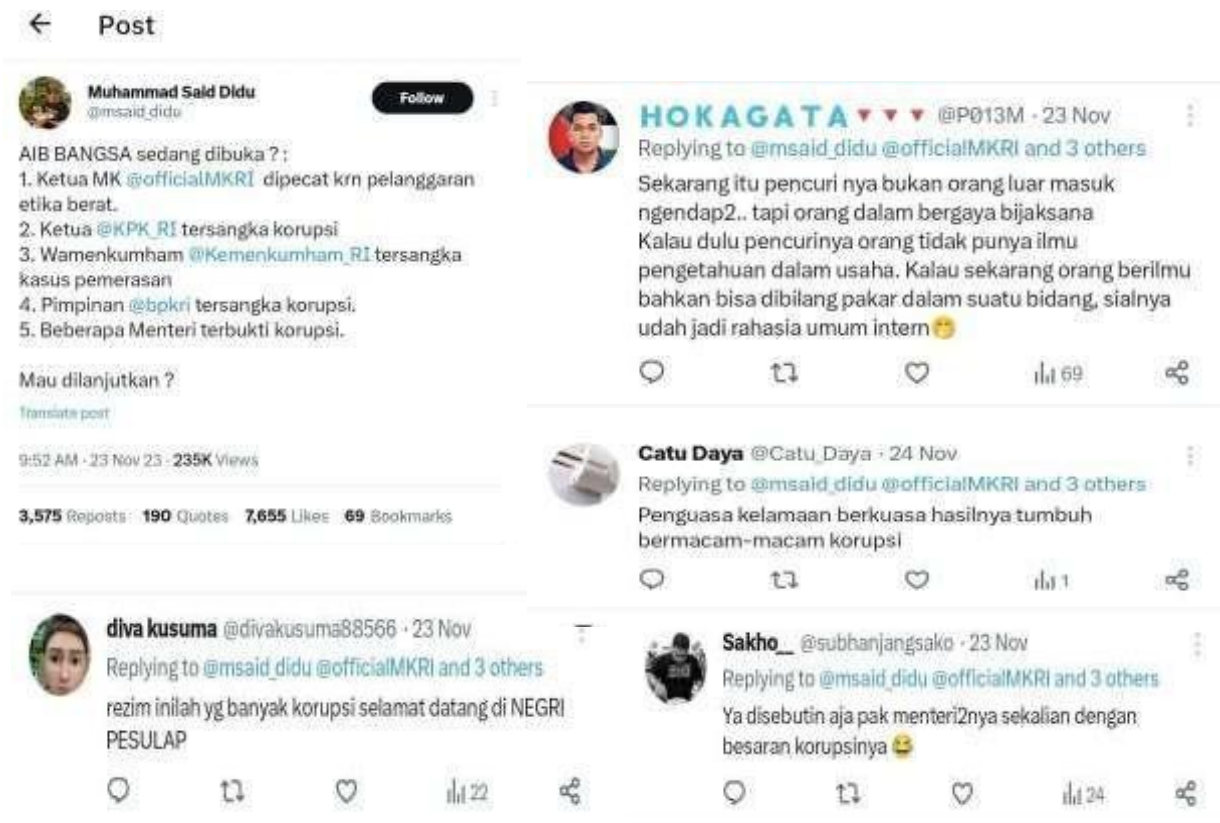 ← Post
Muhammad Said Didu
@msaid_didu
Follow
AIB BANGSA sedang dibuka ? :
1. Ketua MK @officialMKRI dipecat krn pelanggaran
etika berat.
2. Ketua @KPK_RI tersangka korupsi
3. Wamenkumham @Kemenkumham_RI tersangka
kasus pemerasan
4. Pimpinan @bpkri tersangka korupsi.
5. Beberapa Menteri terbukti korupsi.
Mau dilanjutkan ?
Translate post
9:52 AM · 23 Nov 23 · 235K Views
3,575 Reposts 190 Quotes 7,655 Likes 69 Bookmarks
diva kusuma @divakusuma88566 · 23 Nov
Replying to @msaid_didu @officialMKRI and 3 others
rezim inilah yg banyak korupsi selamat datang di NEGRI
PESULAP
22
HOKAGATA🔻🔻🔻 @P013M · 23 Nov
Replying to @msaid_didu @officialMKRI and 3 others
Sekarang itu pencuri nya bukan orang luar masuk
ngendap2.. tapi orang dalam bergaya bijaksana
Kalau dulu pencurinya orang tidak punya ilmu
pengetahuan dalam usaha. Kalau sekarang orang berilmu
bahkan bisa dibilang pakar dalam suatu bidang, sialnya
udah jadi rahasia umum intern🤭
69
Catu Daya @Catu_Daya · 24 Nov
Replying to @msaid_didu @officialMKRI and 3 others
Penguasa kelamaan berkuasa hasilnya tumbuh
bermacam-macam korupsi
1
Sakho__ @subhanjangsako · 23 Nov
Replying to @msaid_didu @officialMKRI and 3 others
Ya disebutin aja pak menteri2nya sekalian dengan
besaran korupsinya 😂
24